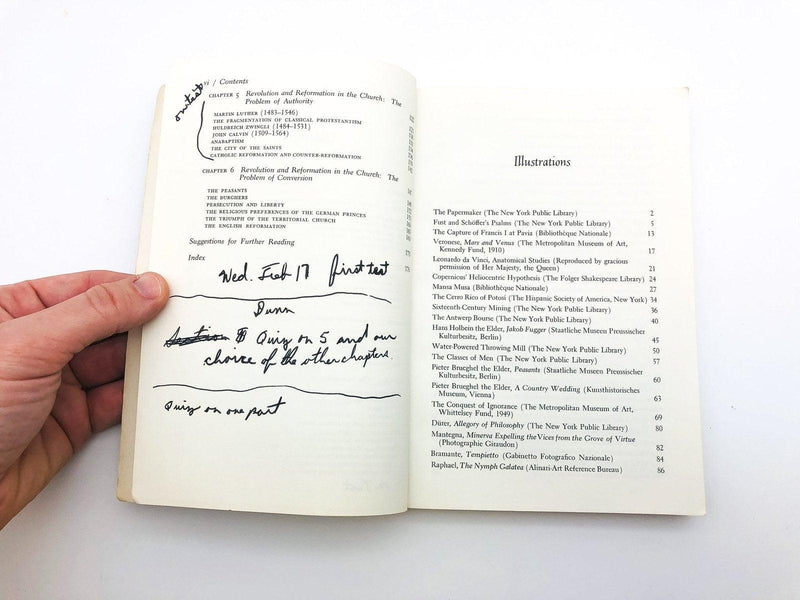 vi / Contents
on test
CHAPTER 5 Revolution and Reformation in the Church: The
Problem of Authority
MARTIN LUTHER (1483–1546)
THE FRAGMENTATION OF CLASSICAL PROTESTANTISM
HULDREICH ZWINGLI (1484–1531)
JOHN CALVIN (1509–1564)
ANABAPTISM
THE CITY OF THE SAINTS
CATHOLIC REFORMATION AND COUNTER-REFORMATION
CHAPTER 6 Revolution and Reformation in the Church: The
Problem of Conversion
THE PEASANTS
THE BURGHERS
PERSECUTION AND LIBERTY
THE RELIGIOUS PREFERENCES OF THE GERMAN PRINCES
THE TRIUMPH OF THE TERRITORIAL CHURCH
THE ENGLISH REFORMATION
Suggestions for Further Reading
Index
Wed. Feb 17 first test
Dunn
Quiz on 5 and our
choice of the other chapters.
Quiz on one part
Illustrations
The Papermaker (The New York Public Library) 2
Fust and Schöffer's Psalms (The New York Public Library) 5
The Capture of Francis I at Pavia (Bibliothèque Nationale) 13
Veronese, Mars and Venus (The Metropolitan Museum of Art,
Kennedy Fund, 1910) 17
Leonardo da Vinci, Anatomical Studies (Reproduced by gracious
permission of Her Majesty, the Queen) 21
Copernicus' Heliocentric Hypothesis (The Folger Shakespeare Library) 24
Mansa Musa (Bibliothèque Nationale) 27
The Cerro Rico of Potosí (The Hispanic Society of America, New York) 34
Sixteenth-Century Mining (The New York Public Library) 36
The Antwerp Bourse (The New York Public Library) 40
Hans Holbein the Elder, Jakob Fugger (Staatliche Museen Preussischer
Kulturbesitz, Berlin) 45
Water-Powered Throwing Mill (The New York Public Library) 50
The Classes of Men (The New York Public Library) 57
Pieter Brueghel the Elder, Peasants (Staatliche Museen Preussischer
Kulturbesitz, Berlin) 60
Pieter Brueghel the Elder, A Country Wedding (Kunsthistorisches
Museum, Vienna) 63
The Conquest of Ignorance (The Metropolitan Museum of Art,
Whittelsey Fund, 1949) 69
Dürer, Allegory of Philosophy (The New York Public Library) 80
Mantegna, Minerva Expelling the Vices from the Grove of Virtue
(Photographie Giraudon) 82
Bramante, Tempietto (Gabinetto Fotografico Nazionale) 84
Raphael, The Nymph Galatea (Alinari-Art Reference Bureau) 86